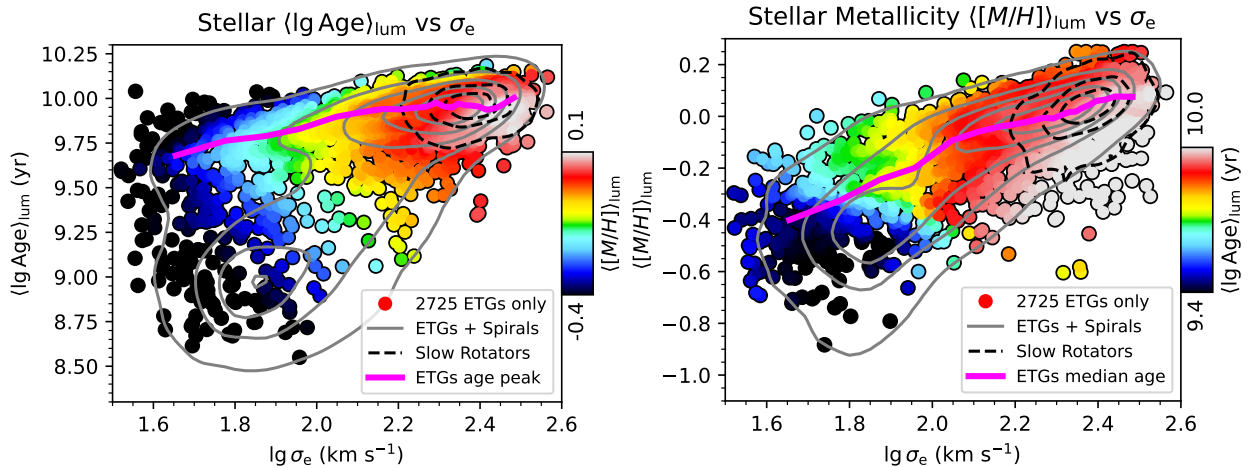 Stellar ⟨lg Age⟩lum vs σe
10.25
10.00
9.75
9.50
9.25
9.00
8.75
8.50
⟨lg Age⟩lum (yr)
1.6 1.8 2.0 2.2 2.4 2.6
lg σe (km s⁻¹)
2725 ETGs only
ETGs + Spirals
Slow Rotators
ETGs age peak
0.1
-0.4
⟨[M/H]⟩lum
Stellar Metallicity ⟨[M/H]⟩lum vs σe
0.2
0.0
−0.2
−0.4
−0.6
−0.8
−1.0
⟨[M/H]⟩lum
1.6 1.8 2.0 2.2 2.4 2.6
lg σe (km s⁻¹)
2725 ETGs only
ETGs + Spirals
Slow Rotators
ETGs median age
10.0
9.4
⟨lg Age⟩lum (yr)